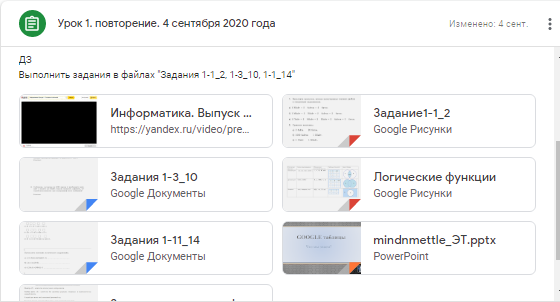 Урок 1. повторение. 4 сентября 2020 года
Изменено: 4 сент.
ДЗ
Выполнить задания в файлах "Задания 1-1_2, 1-3_10, 1-1_14"
Информатика. Выпуск ...
https://yandex.ru/video/pre...
Задание1-1_2
Google Рисунки
Задания 1-3_10
Google Документы
Логические функции
Google Рисунки
Задания 1-11_14
Google Документы
GOOGLE таблицы
mindnmettle_ЭТ.pptx
PowerPoint